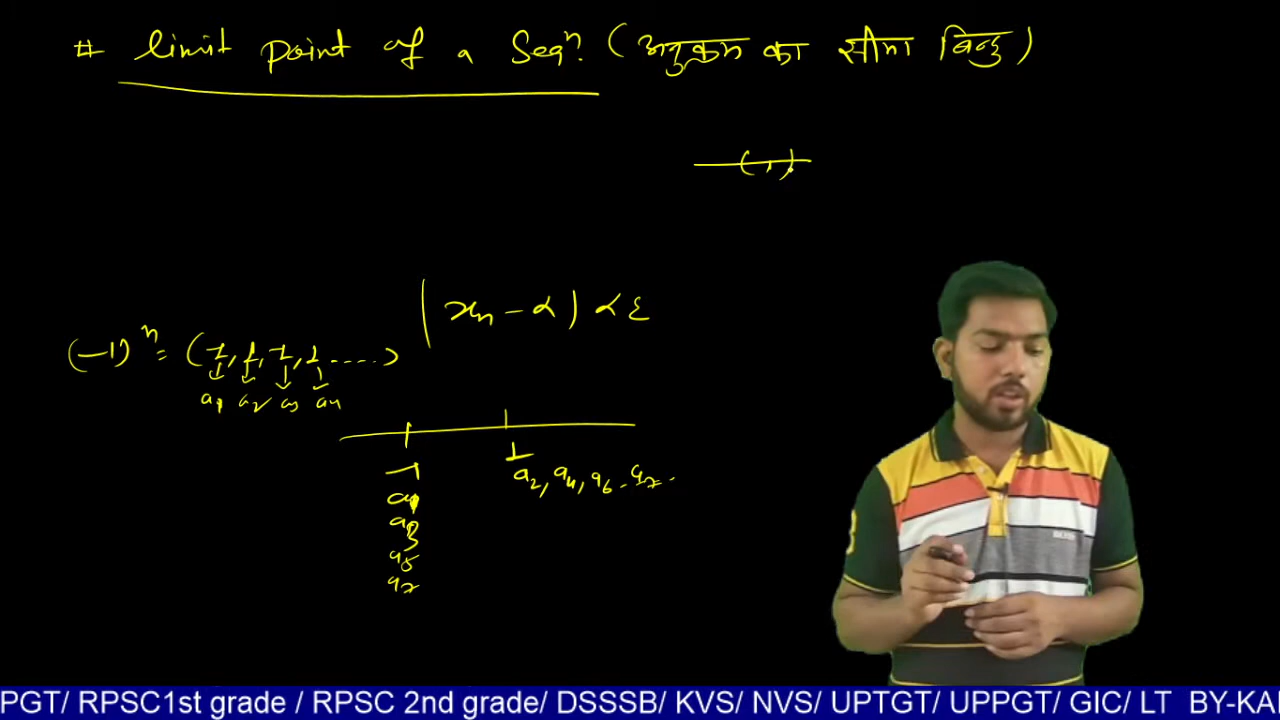 # limit point of a Seqⁿ. (अनुक्रम का सीमा बिन्दु)
|xₙ - α| < ε
(-1)ⁿ = (-1, 1, -1, 1 .....)
a₁ a₂ a₃ a₄
-1 1
a₂, a₄, a₆ - a₇ - -
a₁
a₃
a₅
a₇
PGT/ RPSC1st grade / RPSC 2nd grade/ DSSSB/ KVS/ NVS/ UPTGT/ UPPGT/ GIC/ LT BY-KA